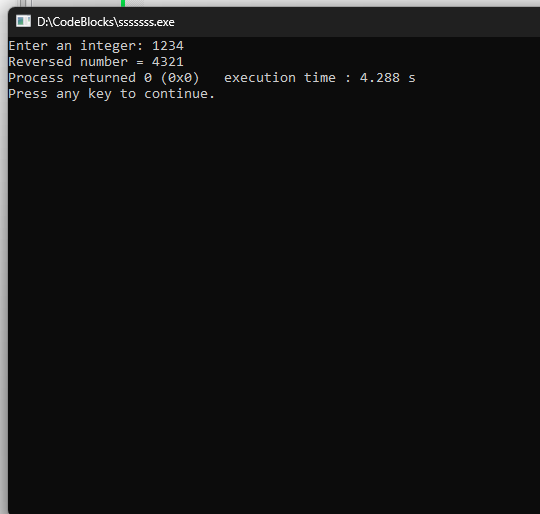 D:\CodeBlocks\sssssss.exe
Enter an integer: 1234
Reversed number = 4321
Process returned 0 (0x0)   execution time : 4.288 s
Press any key to continue.